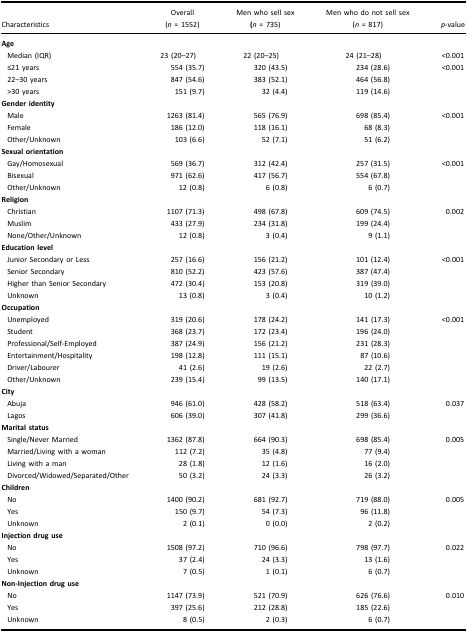 Overall Men who sell sex Men who do not sell sex
Characteristics (n = 1552) (n = 735) (n = 817) p-value
Age
Median (IQR) 23 (20–27) 22 (20–25) 24 (21–28) <0.001
≤21 years 554 (35.7) 320 (43.5) 234 (28.6) <0.001
22–30 years 847 (54.6) 383 (52.1) 464 (56.8)
>30 years 151 (9.7) 32 (4.4) 119 (14.6)
Gender identity
Male 1263 (81.4) 565 (76.9) 698 (85.4) <0.001
Female 186 (12.0) 118 (16.1) 68 (8.3)
Other/Unknown 103 (6.6) 52 (7.1) 51 (6.2)
Sexual orientation
Gay/Homosexual 569 (36.7) 312 (42.4) 257 (31.5) <0.001
Bisexual 971 (62.6) 417 (56.7) 554 (67.8)
Other/Unknown 12 (0.8) 6 (0.8) 6 (0.7)
Religion
Christian 1107 (71.3) 498 (67.8) 609 (74.5) 0.002
Muslim 433 (27.9) 234 (31.8) 199 (24.4)
None/Other/Unknown 12 (0.8) 3 (0.4) 9 (1.1)
Education level
Junior Secondary or Less 257 (16.6) 156 (21.2) 101 (12.4) <0.001
Senior Secondary 810 (52.2) 423 (57.6) 387 (47.4)
Higher than Senior Secondary 472 (30.4) 153 (20.8) 319 (39.0)
Unknown 13 (0.8) 3 (0.4) 10 (1.2)
Occupation
Unemployed 319 (20.6) 178 (24.2) 141 (17.3) <0.001
Student 368 (23.7) 172 (23.4) 196 (24.0)
Professional/Self-Employed 387 (24.9) 156 (21.2) 231 (28.3)
Entertainment/Hospitality 198 (12.8) 111 (15.1) 87 (10.6)
Driver/Labourer 41 (2.6) 19 (2.6) 22 (2.7)
Other/Unknown 239 (15.4) 99 (13.5) 140 (17.1)
City
Abuja 946 (61.0) 428 (58.2) 518 (63.4) 0.037
Lagos 606 (39.0) 307 (41.8) 299 (36.6)
Marital status
Single/Never Married 1362 (87.8) 664 (90.3) 698 (85.4) 0.005
Married/Living with a woman 112 (7.2) 35 (4.8) 77 (9.4)
Living with a man 28 (1.8) 12 (1.6) 16 (2.0)
Divorced/Widowed/Separated/Other 50 (3.2) 24 (3.3) 26 (3.2)
Children
No 1400 (90.2) 681 (92.7) 719 (88.0) 0.005
Yes 150 (9.7) 54 (7.3) 96 (11.8)
Unknown 2 (0.1) 0 (0.0) 2 (0.2)
Injection drug use
No 1508 (97.2) 710 (96.6) 798 (97.7) 0.022
Yes 37 (2.4) 24 (3.3) 13 (1.6)
Unknown 7 (0.5) 1 (0.1) 6 (0.7)
Non-Injection drug use
No 1147 (73.9) 521 (70.9) 626 (76.6) 0.010
Yes 397 (25.6) 212 (28.8) 185 (22.6)
Unknown 8 (0.5) 2 (0.3) 6 (0.7)